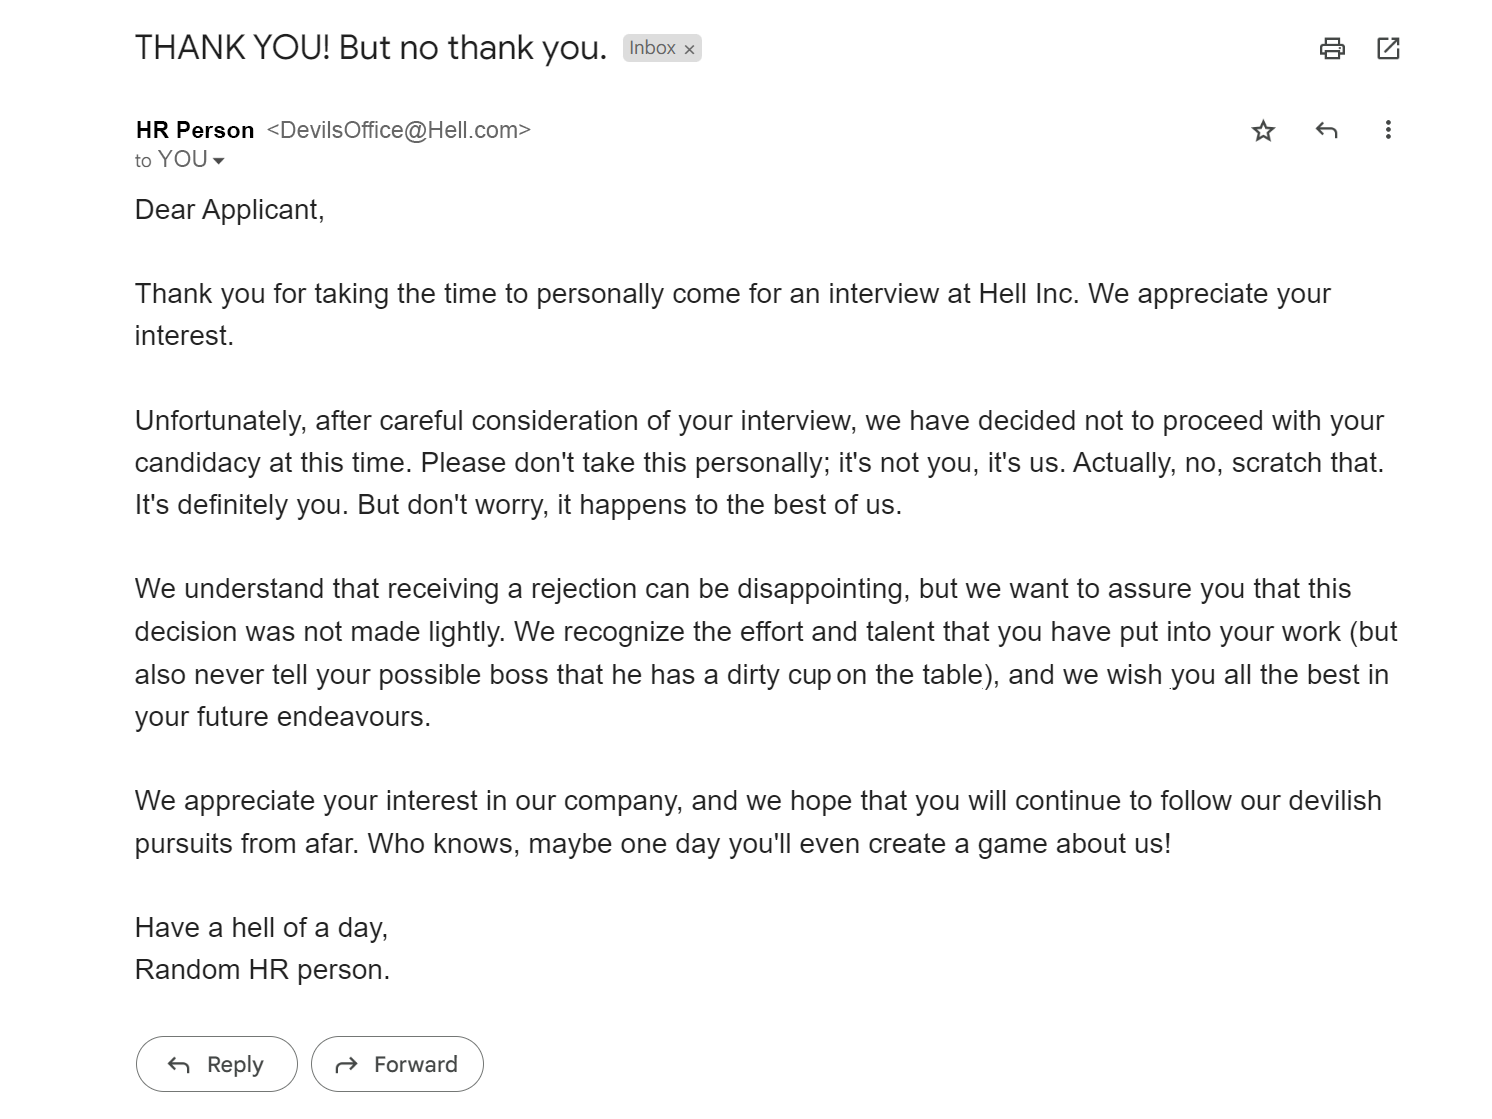 THANK YOU! But no thank you. Inbox ×
HR Person <DevilsOffice@Hell.com>
to YOU
Dear Applicant,
Thank you for taking the time to personally come for an interview at Hell Inc. We appreciate your
interest.
Unfortunately, after careful consideration of your interview, we have decided not to proceed with your
candidacy at this time. Please don't take this personally; it's not you, it's us. Actually, no, scratch that.
It's definitely you. But don't worry, it happens to the best of us.
We understand that receiving a rejection can be disappointing, but we want to assure you that this
decision was not made lightly. We recognize the effort and talent that you have put into your work (but
also never tell your possible boss that he has a dirty cup on the table), and we wish you all the best in
your future endeavours.
We appreciate your interest in our company, and we hope that you will continue to follow our devilish
pursuits from afar. Who knows, maybe one day you'll even create a game about us!
Have a hell of a day,
Random HR person.
Reply Forward